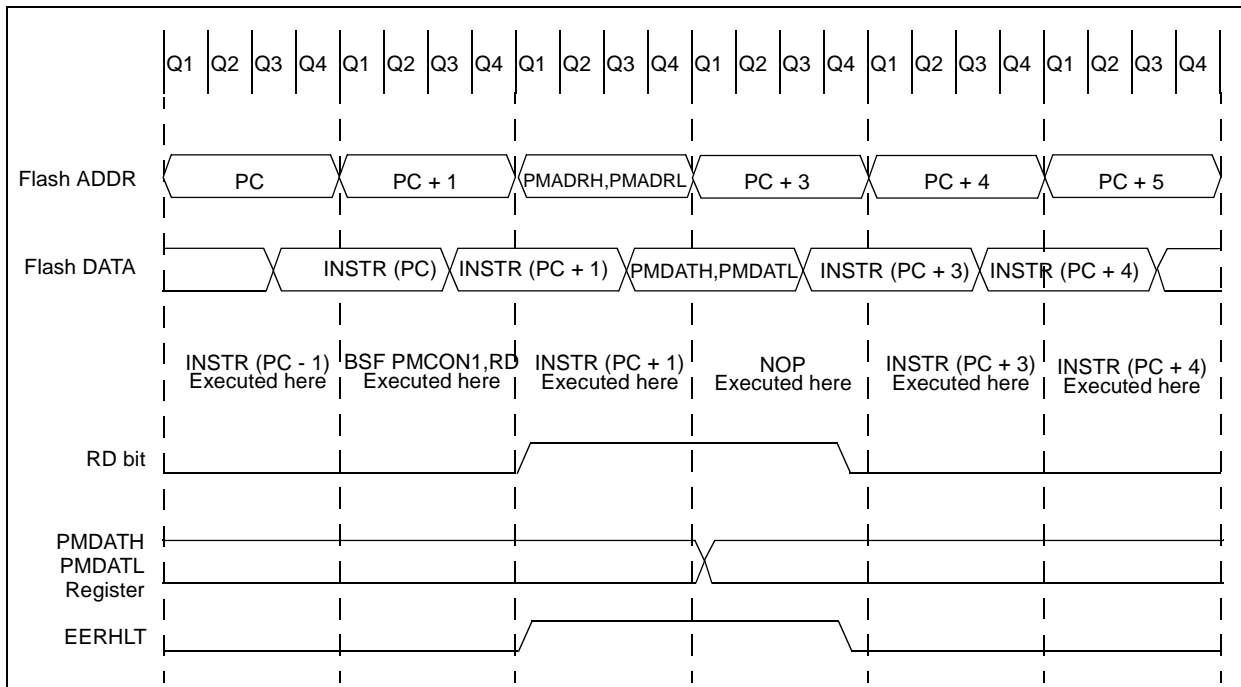 Q1 Q2 Q3 Q4 Q1 Q2 Q3 Q4 Q1 Q2 Q3 Q4 Q1 Q2 Q3 Q4 Q1 Q2 Q3 Q4 Q1 Q2 Q3 Q4
Flash ADDR PC PC + 1 PMADRH,PMADRL PC + 3 PC + 4 PC + 5
Flash DATA INSTR (PC) INSTR (PC + 1) PMDATH,PMDATL INSTR (PC + 3) INSTR (PC + 4)
INSTR (PC - 1) BSF PMCON1,RD INSTR (PC + 1) NOP INSTR (PC + 3) INSTR (PC + 4)
Executed here Executed here Executed here Executed here Executed here Executed here
RD bit
PMDATH
PMDATL
Register
EERHLT